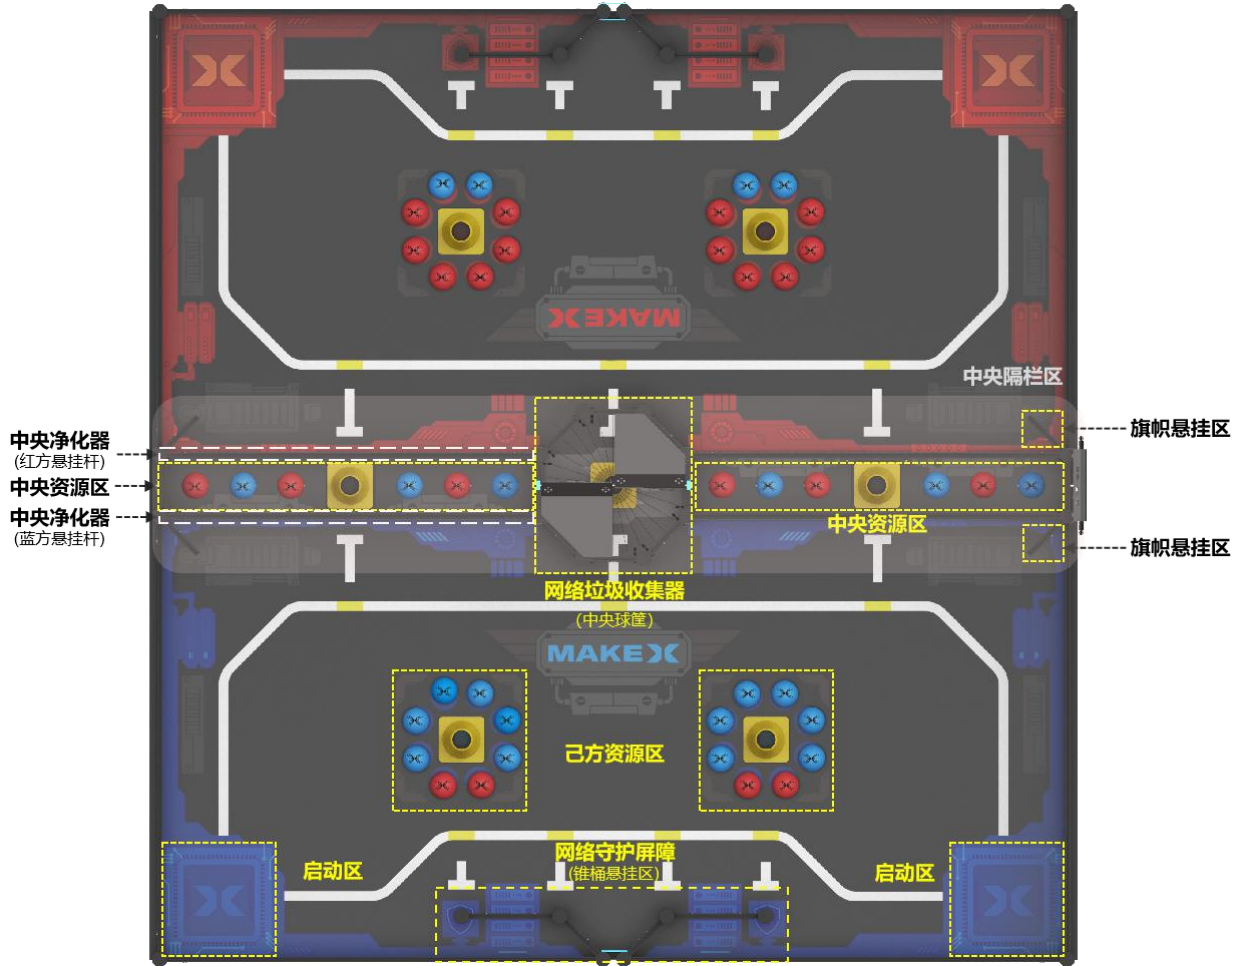 MAKEX
中央隔栏区
旗帜悬挂区
中央净化器
(红方悬挂杆)
中央资源区
中央净化器
(蓝方悬挂杆)
中央资源区
旗帜悬挂区
网络垃圾收集器
(中央球筐)
MAKEX
己方资源区
网络守护屏障
(锥桶悬挂区)
启动区
启动区